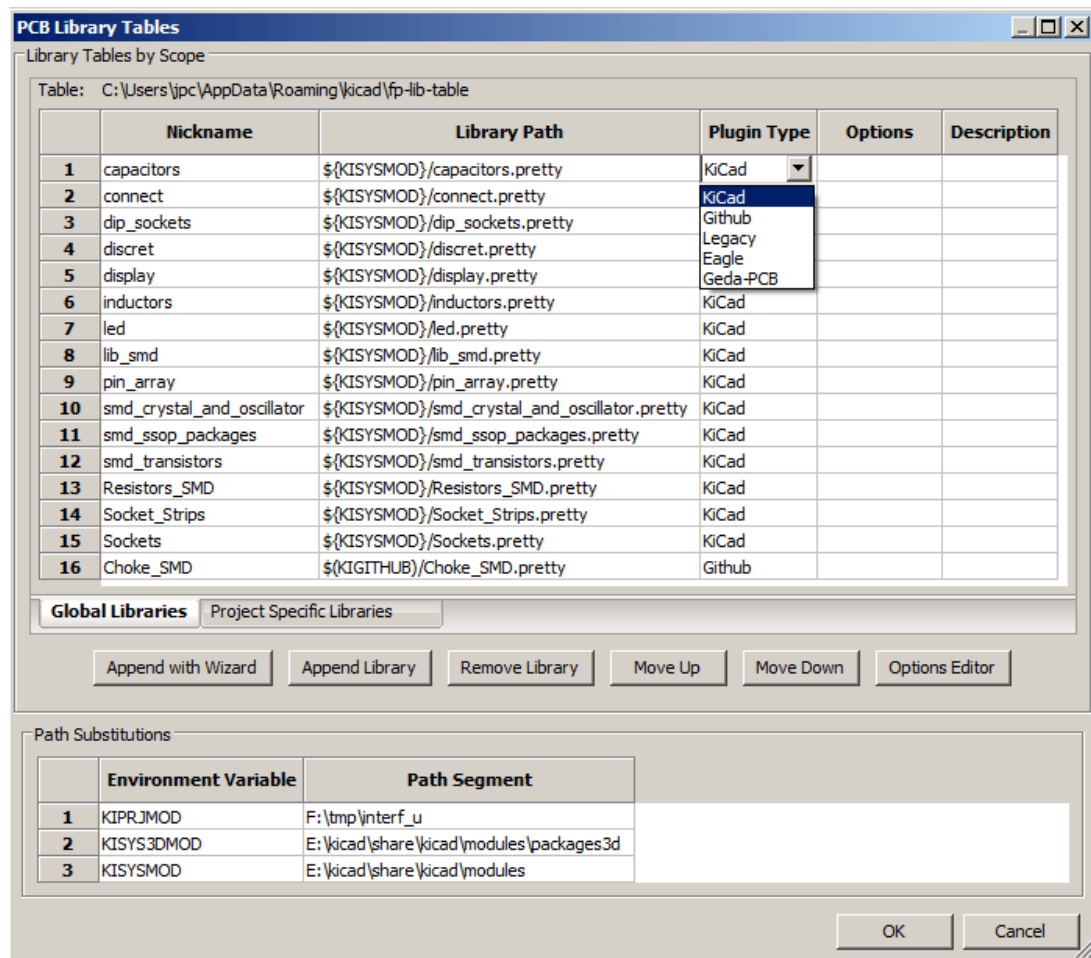 PCB Library Tables
Library Tables by Scope
Table: C:\Users\jpc\AppData\Roaming\kicad\fp-lib-table
Nickname Library Path Plugin Type Options Description
1 capacitors ${KISYSMOD}/capacitors.pretty KiCad
2 connect ${KISYSMOD}/connect.pretty KiCad
3 dip_sockets ${KISYSMOD}/dip_sockets.pretty Github
4 discret ${KISYSMOD}/discret.pretty Legacy
5 display ${KISYSMOD}/display.pretty Eagle
Geda-PCB
6 inductors ${KISYSMOD}/inductors.pretty KiCad
7 led ${KISYSMOD}/led.pretty KiCad
8 lib_smd ${KISYSMOD}/lib_smd.pretty KiCad
9 pin_array ${KISYSMOD}/pin_array.pretty KiCad
10 smd_crystal_and_oscillator ${KISYSMOD}/smd_crystal_and_oscillator.pretty KiCad
11 smd_ssop_packages ${KISYSMOD}/smd_ssop_packages.pretty KiCad
12 smd_transistors ${KISYSMOD}/smd_transistors.pretty KiCad
13 Resistors_SMD ${KISYSMOD}/Resistors_SMD.pretty KiCad
14 Socket_Strips ${KISYSMOD}/Socket_Strips.pretty KiCad
15 Sockets ${KISYSMOD}/Sockets.pretty KiCad
16 Choke_SMD $(KIGITHUB)/Choke_SMD.pretty Github
Global Libraries Project Specific Libraries
Append with Wizard Append Library Remove Library Move Up Move Down Options Editor
Path Substitutions
Environment Variable Path Segment
1 KIPRJMOD F:\tmp\interf_u
2 KISYS3DMOD E:\kicad\share\kicad\modules\packages3d
3 KISYSMOD E:\kicad\share\kicad\modules
OK Cancel